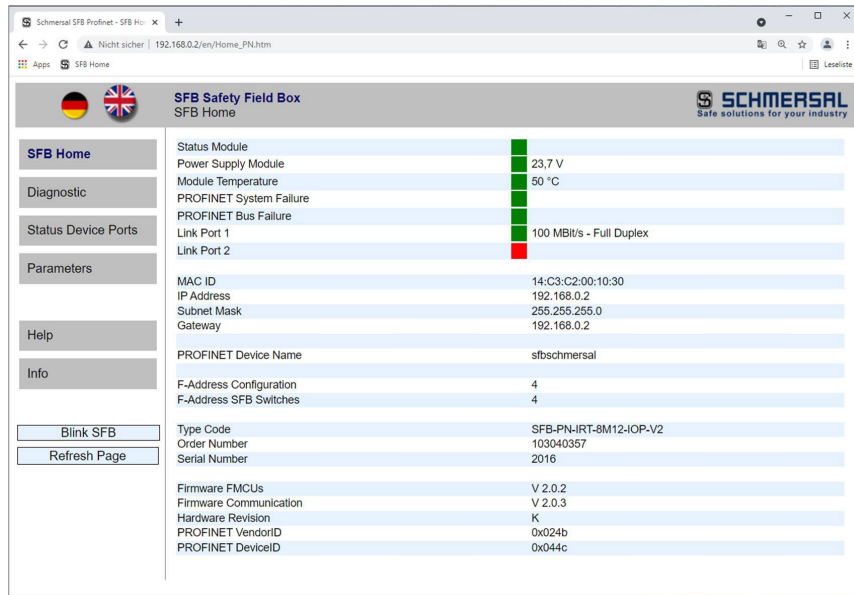 Schmersal SFB Profinet - SFB Ho
Nicht sicher | 192.168.0.2/en/Home_PN.htm
Apps SFB Home Leseliste
SFB Safety Field Box
SFB Home
SCHMERSAL
Safe solutions for your industry
SFB Home
Diagnostic
Status Device Ports
Parameters
Help
Info
Blink SFB
Refresh Page
Status Module
Power Supply Module 23,7 V
Module Temperature 50 °C
PROFINET System Failure
PROFINET Bus Failure
Link Port 1 100 MBit/s - Full Duplex
Link Port 2
MAC ID 14:C3:C2:00:10:30
IP Address 192.168.0.2
Subnet Mask 255.255.255.0
Gateway 192.168.0.2
PROFINET Device Name sfbschmersal
F-Address Configuration 4
F-Address SFB Switches 4
Type Code SFB-PN-IRT-8M12-IOP-V2
Order Number 103040357
Serial Number 2016
Firmware FMCUs V 2.0.2
Firmware Communication V 2.0.3
Hardware Revision K
PROFINET VendorID 0x024b
PROFINET DeviceID 0x044c